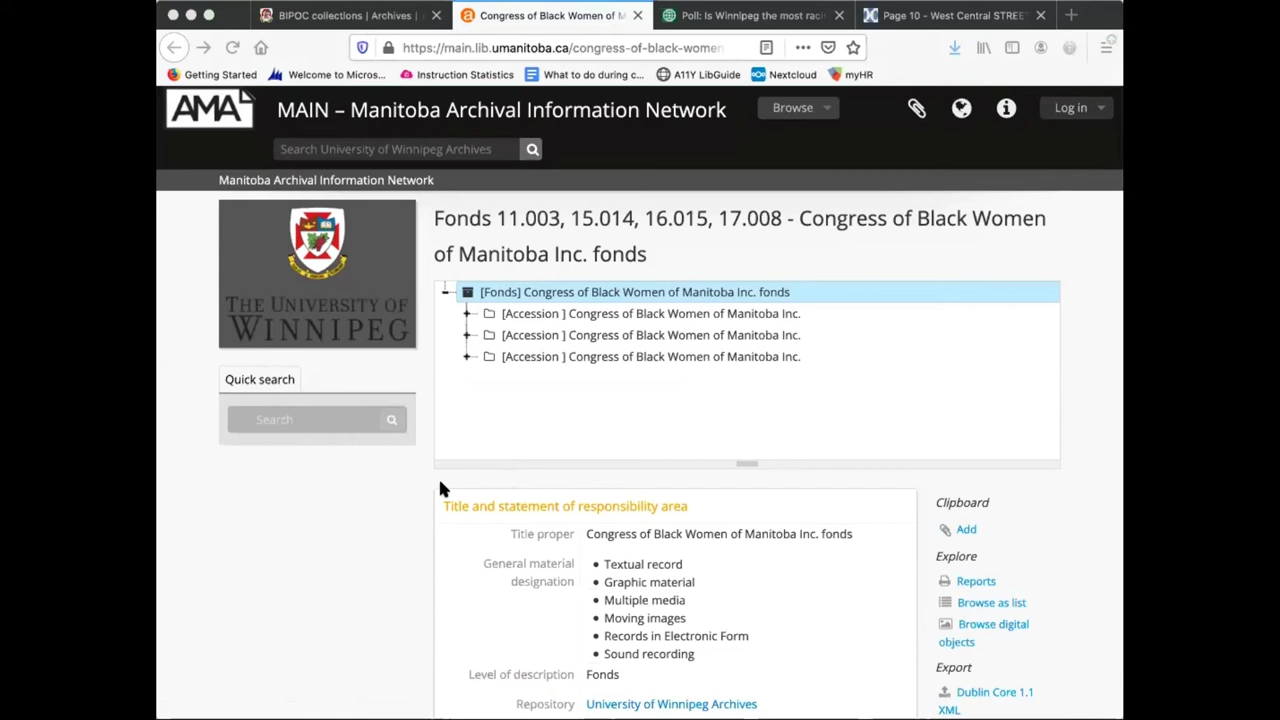 BIPOC collections | Archives |
Congress of Black Women of M
Poll: Is Winnipeg the most raci
Page 10 - West Central STREE
https://main.lib.umanitoba.ca/congress-of-black-women
Getting Started
Welcome to Micros...
Instruction Statistics
What to do during c...
A11Y LibGuide
Nextcloud
myHR
AMA
MAIN – Manitoba Archival Information Network
Browse
Log in
Search University of Winnipeg Archives
Manitoba Archival Information Network
THE UNIVERSITY OF
WINNIPEG
Quick search
Search
Fonds 11.003, 15.014, 16.015, 17.008 - Congress of Black Women
of Manitoba Inc. fonds
[Fonds] Congress of Black Women of Manitoba Inc. fonds
[Accession ] Congress of Black Women of Manitoba Inc.
[Accession ] Congress of Black Women of Manitoba Inc.
[Accession ] Congress of Black Women of Manitoba Inc.
Title and statement of responsibility area
Title proper Congress of Black Women of Manitoba Inc. fonds
General material
designation
Textual record
Graphic material
Multiple media
Moving images
Records in Electronic Form
Sound recording
Level of description Fonds
Repository University of Winnipeg Archives
Clipboard
Add
Explore
Reports
Browse as list
Browse digital
objects
Export
Dublin Core 1.1
XML